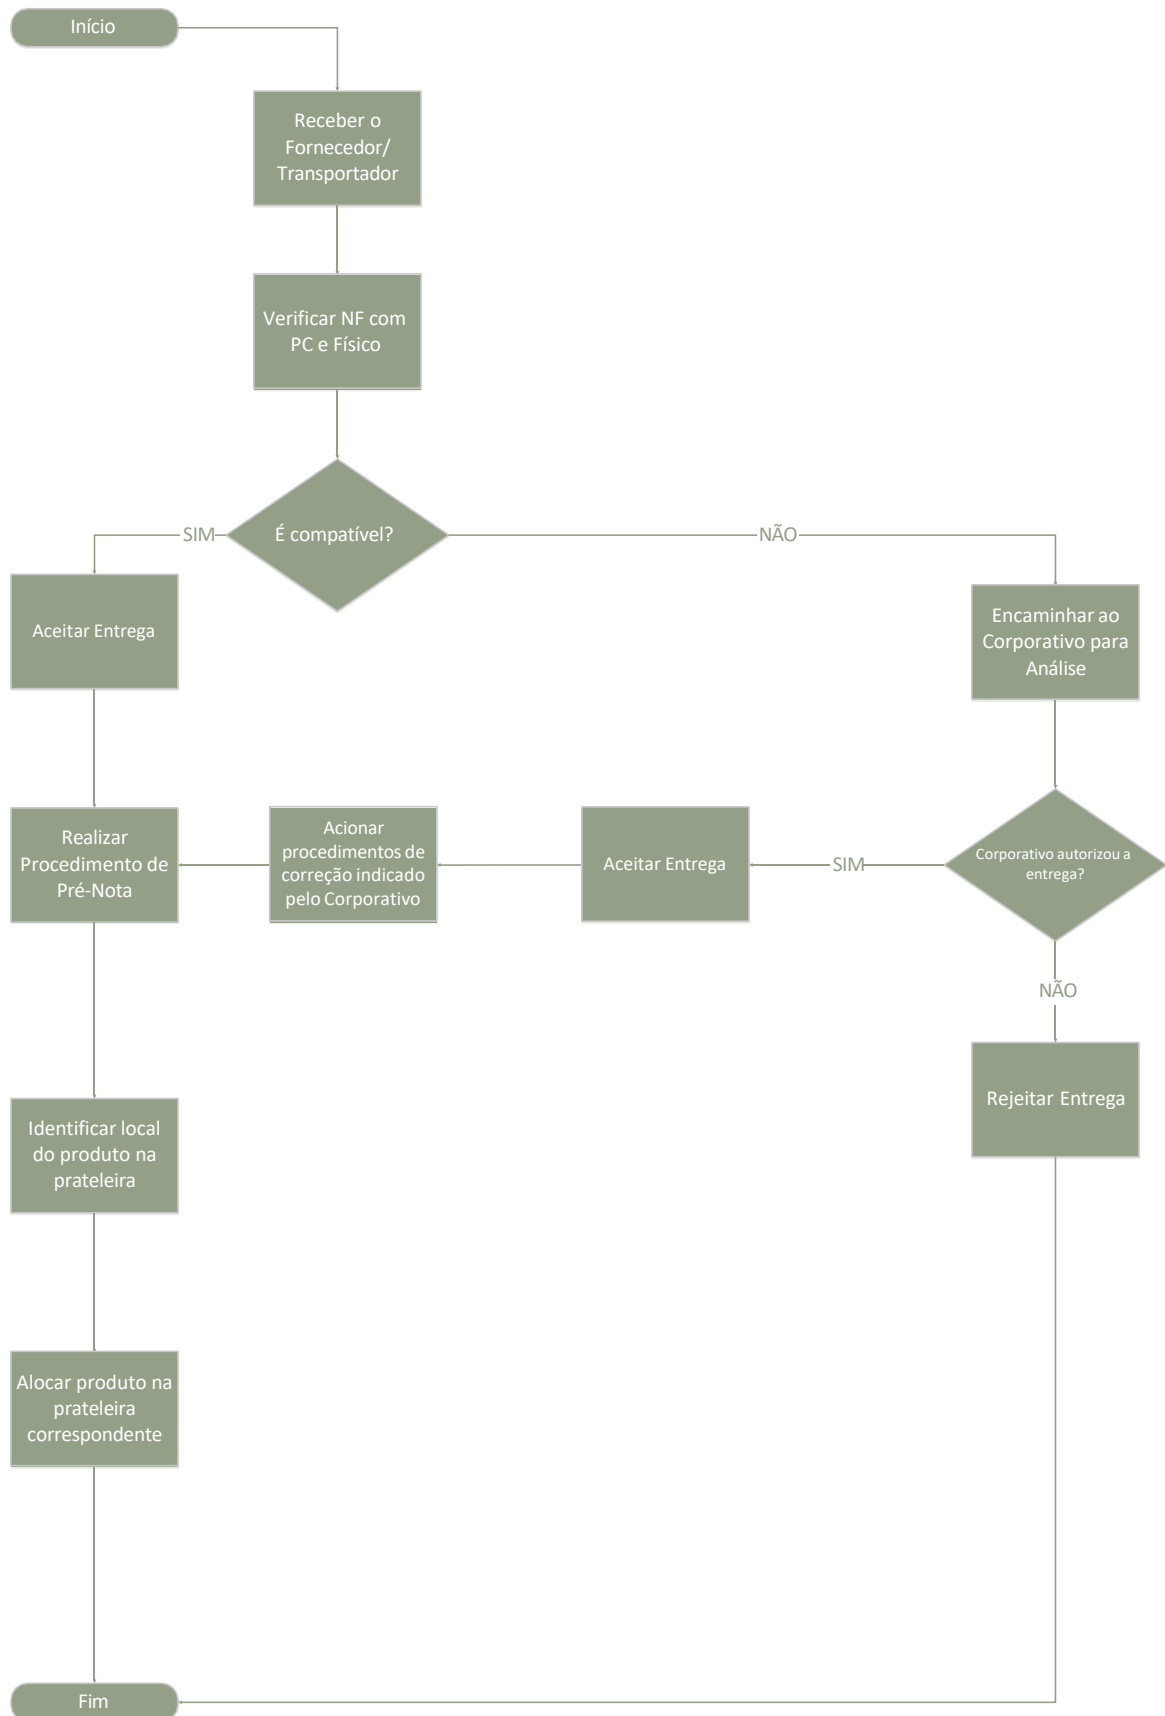 Início
Receber o
Fornecedor/
Transportador
Verificar NF com
PC e Físico
É compatível?
SIM
NÃO
Aceitar Entrega
Encaminhar ao
Corporativo para
Análise
Realizar
Procedimento de
Pré-Nota
Acionar
procedimentos de
correção indicado
pelo Corporativo
Aceitar Entrega
SIM
Corporativo autorizou a
entrega?
NÃO
Rejeitar Entrega
Identificar local
do produto na
prateleira
Alocar produto na
prateleira
correspondente
Fim